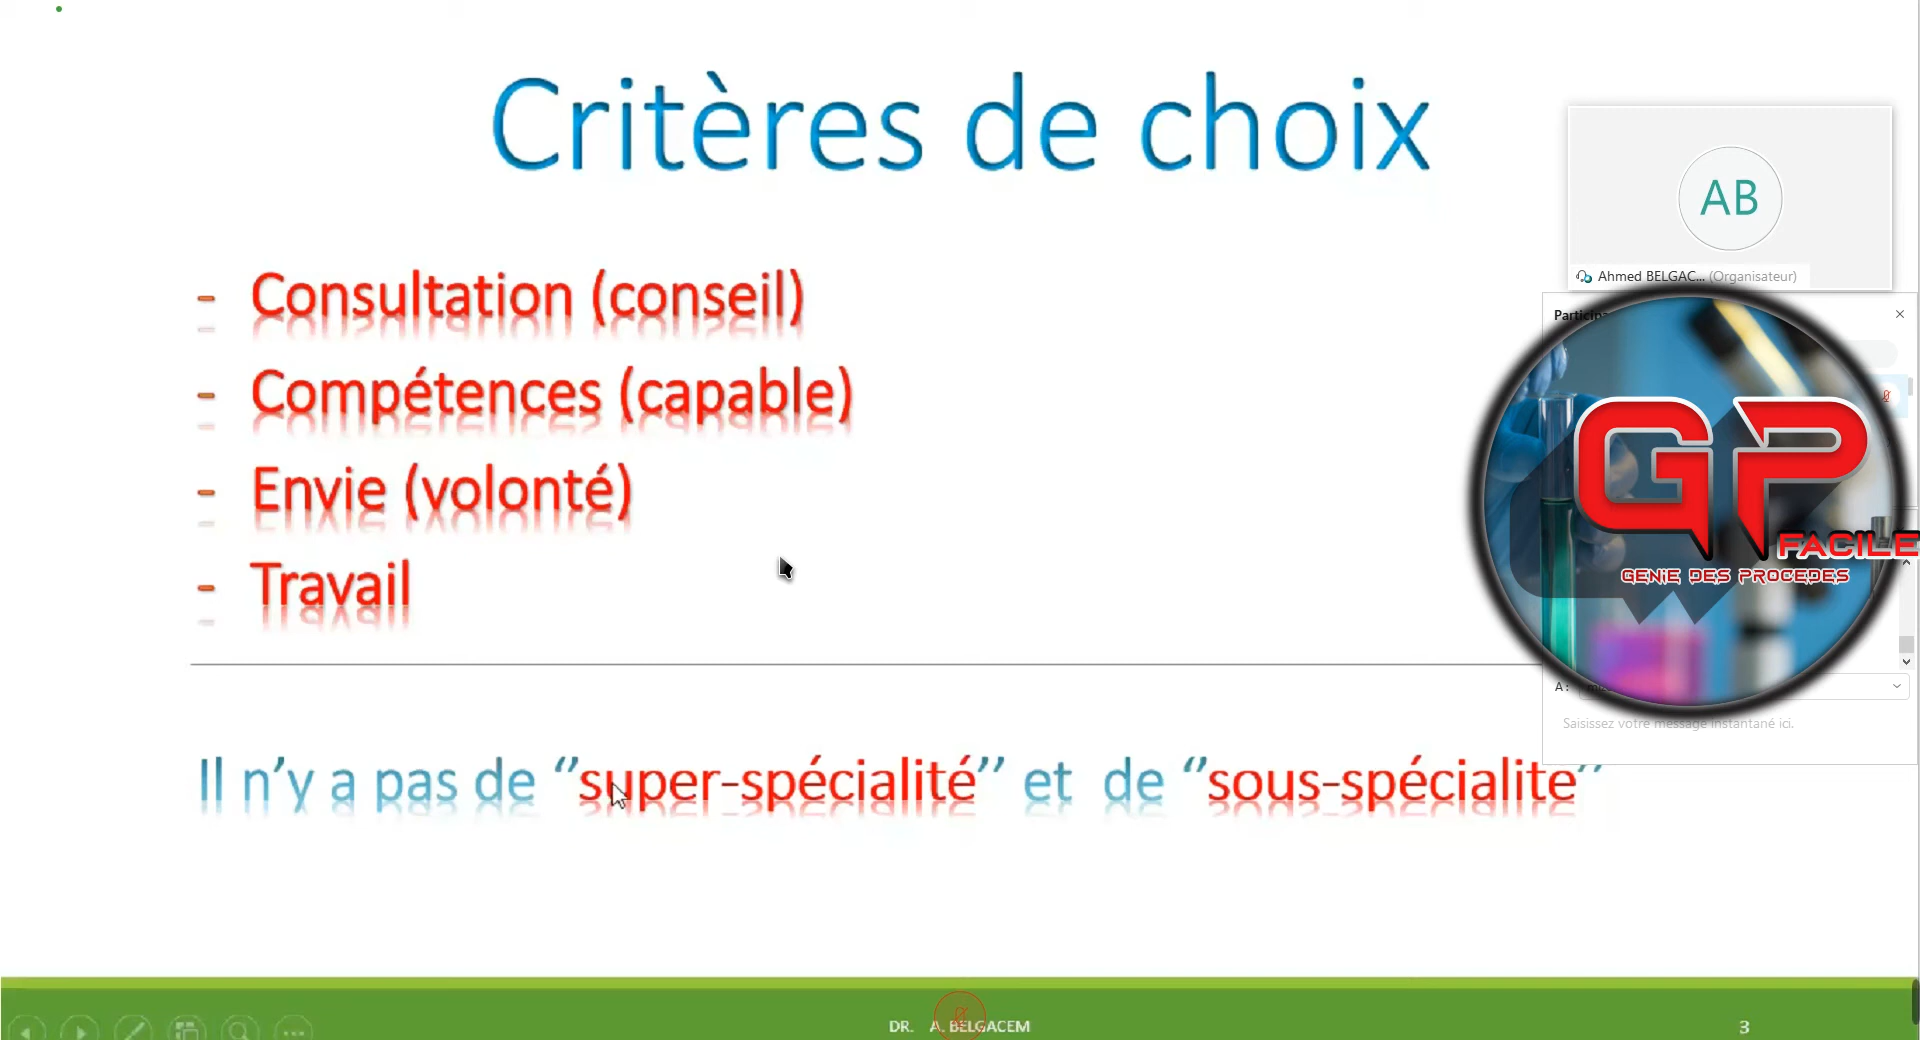 Critères de choix
- Consultation (conseil)
- Compétences (capable)
- Envie (volonté)
- Travail
Il n’y a pas de ‘’super-spécialité’’ et de ‘’sous-spécialite’’
DR. A. BELGACEM
3
AB
Ahmed BELGAC... (Organisateur)
GP
FACILE
GENIE DES PROCEDES
A:
Saisissez votre message instantané ici.